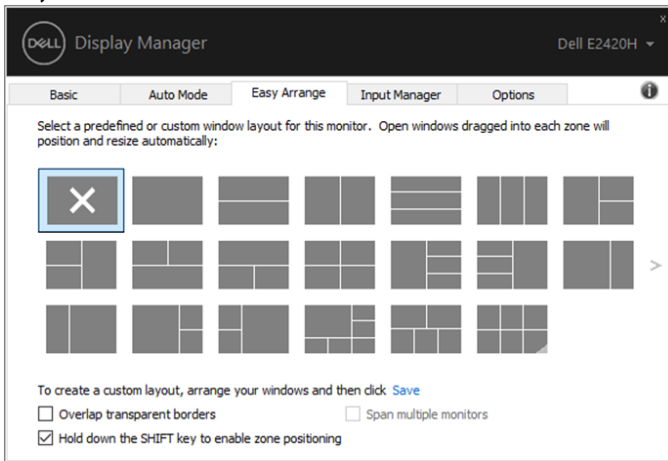 x
DELL Display Manager
Dell E2420H
Basic
Auto Mode
Easy Arrange
Input Manager
Options
i
Select a predefined or custom window layout for this monitor. Open windows dragged into each zone will
position and resize automatically:
>
To create a custom layout, arrange your windows and then click Save
Overlap transparent borders
Span multiple monitors
Hold down the SHIFT key to enable zone positioning